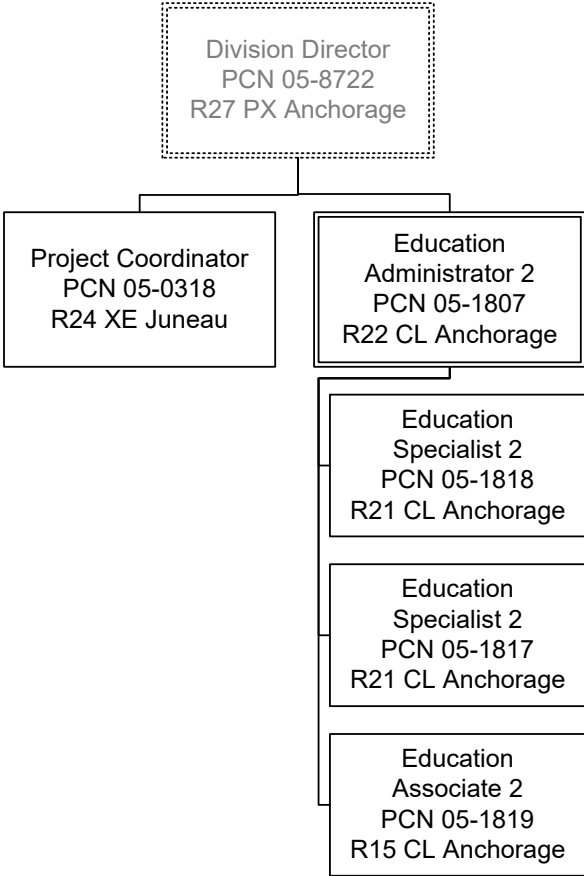 Division Director
PCN 05-8722
R27 PX Anchorage
Project Coordinator
PCN 05-0318
R24 XE Juneau
Education
Administrator 2
PCN 05-1807
R22 CL Anchorage
Education
Specialist 2
PCN 05-1818
R21 CL Anchorage
Education
Specialist 2
PCN 05-1817
R21 CL Anchorage
Education
Associate 2
PCN 05-1819
R15 CL Anchorage